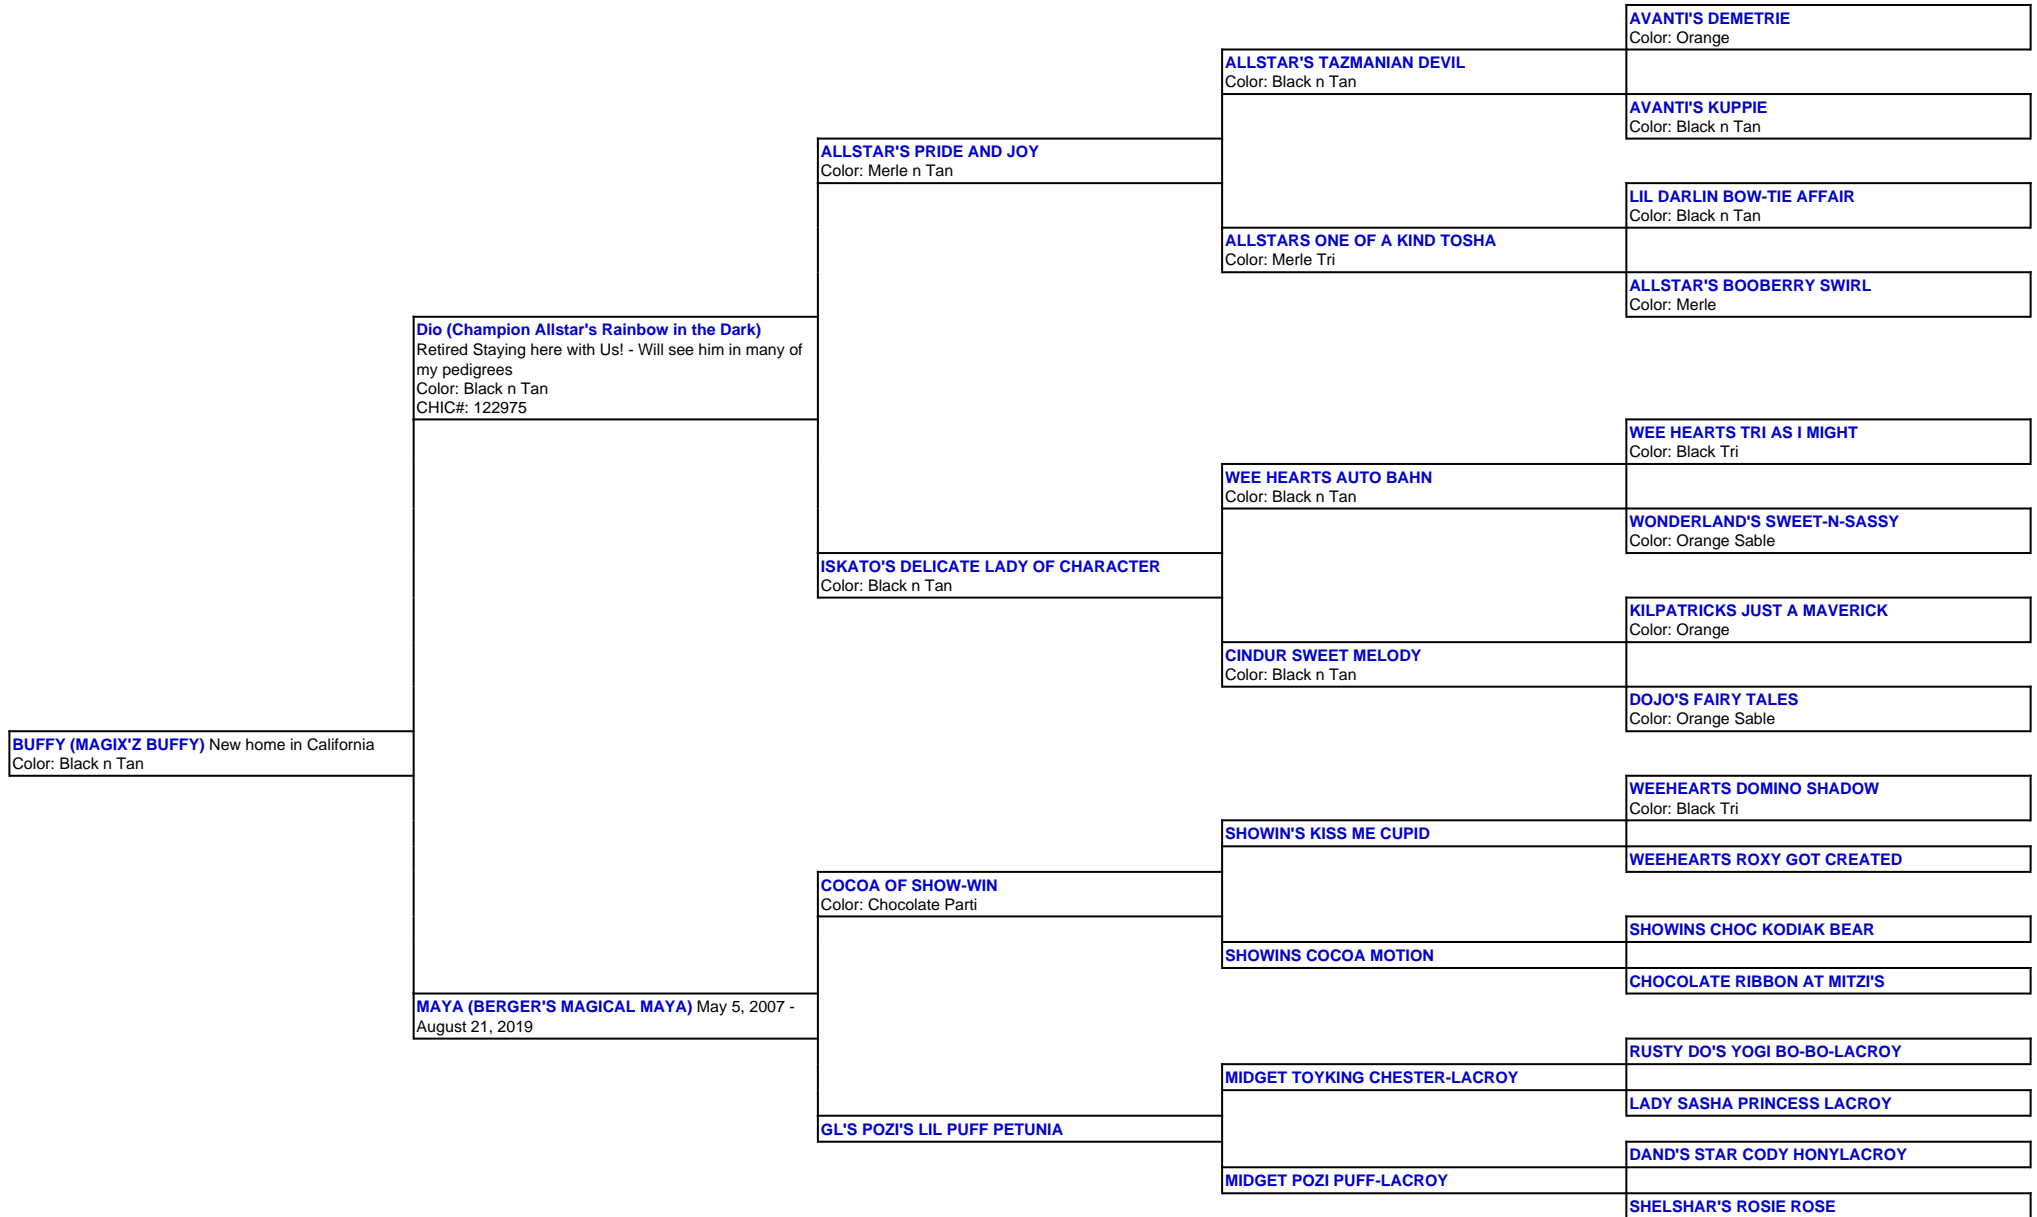 AVANTI'S DEMETRIE
Color: Orange
ALLSTAR'S TAZMANIAN DEVIL
Color: Black n Tan
AVANTI'S KUPPIE
Color: Black n Tan
ALLSTAR'S PRIDE AND JOY
Color: Merle n Tan
LIL DARLIN BOW-TIE AFFAIR
Color: Black n Tan
ALLSTARS ONE OF A KIND TOSHA
Color: Merle Tri
ALLSTAR'S BOOBERRY SWIRL
Color: Merle
Dio (Champion Allstar's Rainbow in the Dark)
Retired Staying here with Us! - Will see him in many of
my pedigrees
Color: Black n Tan
CHIC#: 122975
WEE HEARTS TRI AS I MIGHT
Color: Black Tri
WEE HEARTS AUTO BAHN
Color: Black n Tan
WONDERLAND'S SWEET-N-SASSY
Color: Orange Sable
ISKATO'S DELICATE LADY OF CHARACTER
Color: Black n Tan
KILPATRICKS JUST A MAVERICK
Color: Orange
CINDUR SWEET MELODY
Color: Black n Tan
DOJO'S FAIRY TALES
Color: Orange Sable
BUFFY (MAGIX'Z BUFFY) New home in California
Color: Black n Tan
WEEHEARTS DOMINO SHADOW
Color: Black Tri
SHOWIN'S KISS ME CUPID
WEEHEARTS ROXY GOT CREATED
COCOA OF SHOW-WIN
Color: Chocolate Parti
SHOWINS CHOC KODIAK BEAR
SHOWINS COCOA MOTION
CHOCOLATE RIBBON AT MITZI'S
MAYA (BERGER'S MAGICAL MAYA) May 5, 2007 -
August 21, 2019
RUSTY DO'S YOGI BO-BO-LACROY
MIDGET TOYKING CHESTER-LACROY
LADY SASHA PRINCESS LACROY
GL'S POZI'S LIL PUFF PETUNIA
DAND'S STAR CODY HONYLACROY
MIDGET POZI PUFF-LACROY
SHELSHAR'S ROSIE ROSE